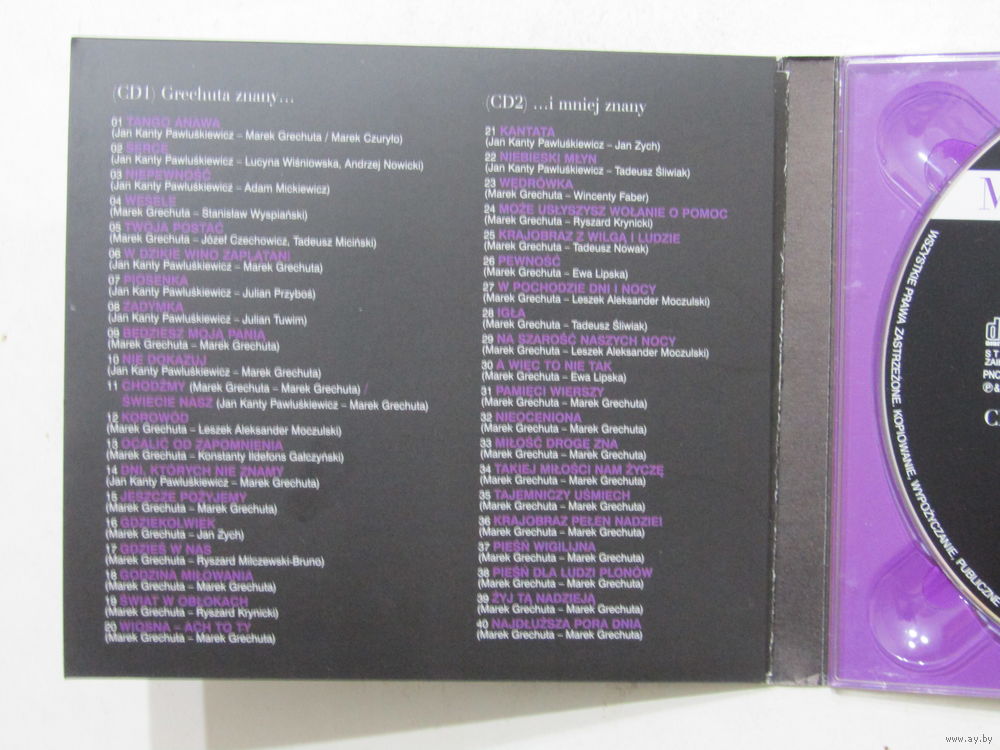 (CD1) Grechuta znany...
01 TANGO ANAWA
(Jan Kanty Pawluśkiewicz – Marek Grechuta / Marek Czuryło)
02 SERCE
(Jan Kanty Pawluśkiewicz – Lucyna Wiśniowska, Andrzej Nowicki)
03 NIEPEWNOŚĆ
(Jan Kanty Pawluśkiewicz – Adam Mickiewicz)
04 WESELE
(Marek Grechuta – Stanisław Wyspiański)
05 TWOJA POSTAĆ
(Marek Grechuta – Józef Czechowicz, Tadeusz Miciński)
06 W DZIKIE WINO ZAPLĄTANI
(Jan Kanty Pawluśkiewicz – Marek Grechuta)
07 PIOSENKA
(Jan Kanty Pawluśkiewicz – Julian Przyboś)
08 ZADYMKA
(Jan Kanty Pawluśkiewicz – Julian Tuwim)
09 BĘDZIESZ MOJĄ PANIĄ
(Marek Grechuta – Marek Grechuta)
10 NIE DOKAZUJ
(Jan Kanty Pawluśkiewicz – Marek Grechuta)
11 CHODŹMY (Marek Grechuta – Marek Grechuta) /
ŚWIECIE NASZ (Jan Kanty Pawluśkiewicz – Marek Grechuta)
12 KOROWÓD
(Marek Grechuta – Leszek Aleksander Moczulski)
13 OCALIĆ OD ZAPOMNIENIA
(Marek Grechuta – Konstanty Ildefons Gałczyński)
14 DNI, KTÓRYCH NIE ZNAMY
(Jan Kanty Pawluśkiewicz – Marek Grechuta)
15 JESZCZE POŻYJEMY
(Marek Grechuta – Marek Grechuta)
16 GDZIEKOLWIEK
(Marek Grechuta – Jan Zych)
17 GDZIEŚ W NAS
(Marek Grechuta – Ryszard Milczewski-Bruno)
18 GODZINA MIŁOWANIA
(Marek Grechuta – Marek Grechuta)
19 ŚWIAT W OBŁOKACH
(Marek Grechuta – Ryszard Krynicki)
20 WIOSNA – ACH TO TY
(Marek Grechuta – Marek Grechuta)
(CD2) ...i mniej znany
21 KANTATA
(Jan Kanty Pawluśkiewicz – Jan Zych)
22 NIEBIESKI MŁYN
(Jan Kanty Pawluśkiewicz – Tadeusz Śliwiak)
23 WĘDRÓWKA
(Marek Grechuta – Wincenty Faber)
24 MOŻE USŁYSZYSZ WOŁANIE O POMOC
(Marek Grechuta – Ryszard Krynicki)
25 KRAJOBRAZ Z WILGĄ I LUDZIE
(Marek Grechuta – Tadeusz Nowak)
26 PEWNOŚĆ
(Marek Grechuta – Ewa Lipska)
27 W POCHODZIE DNI I NOCY
(Marek Grechuta – Leszek Aleksander Moczulski)
28 IGŁA
(Marek Grechuta – Tadeusz Śliwiak)
29 NA SZAROŚĆ NASZYCH NOCY
(Marek Grechuta – Leszek Aleksander Moczulski)
30 A WIĘC TO NIE TAK
(Marek Grechuta – Ewa Lipska)
31 PAMIĘCI WIERSZY
(Marek Grechuta – Marek Grechuta)
32 NIEOCENIONA
(Marek Grechuta – Marek Grechuta)
33 MIŁOŚĆ DROGĘ ZNA
(Marek Grechuta – Marek Grechuta)
34 TAKIEJ MIŁOŚCI NAM ŻYCZĘ
(Marek Grechuta – Marek Grechuta)
35 TAJEMNICZY UŚMIECH
(Marek Grechuta – Marek Grechuta)
36 KRAJOBRAZ PEŁEN NADZIEI
(Marek Grechuta – Marek Grechuta)
37 PIEŚŃ WIGILIJNA
(Marek Grechuta – Marek Grechuta)
38 PIEŚŃ DLA LUDZI PLONÓW
(Marek Grechuta – Marek Grechuta)
39 ŻYJ TĄ NADZIEJĄ
(Marek Grechuta – Marek Grechuta)
40 NAJDŁUŻSZA PORA DNIA
(Marek Grechuta – Marek Grechuta)
WSZYSTKIE PRAWA ZASTRZEŻONE. KOPIOWANIE, WYPOŻYCZANIE, PUBLICZNE
www.ay.by